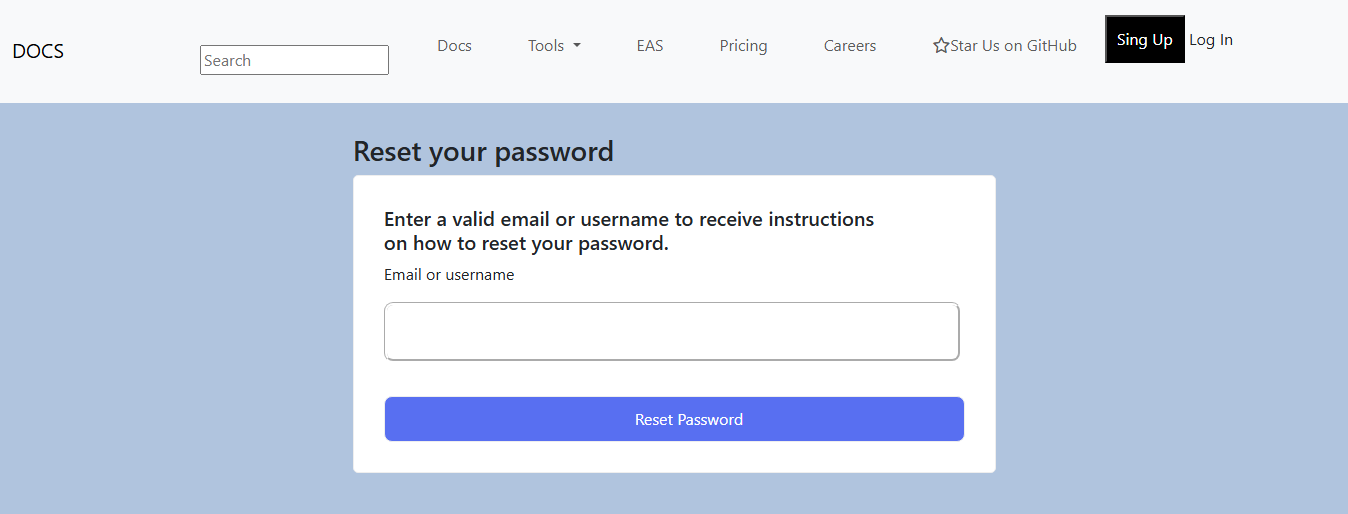 DOCS
Search
Docs
Tools
EAS
Pricing
Careers
Star Us on GitHub
Sing Up
Log In
Reset your password
Enter a valid email or username to receive instructions
on how to reset your password.
Email or username
Reset Password